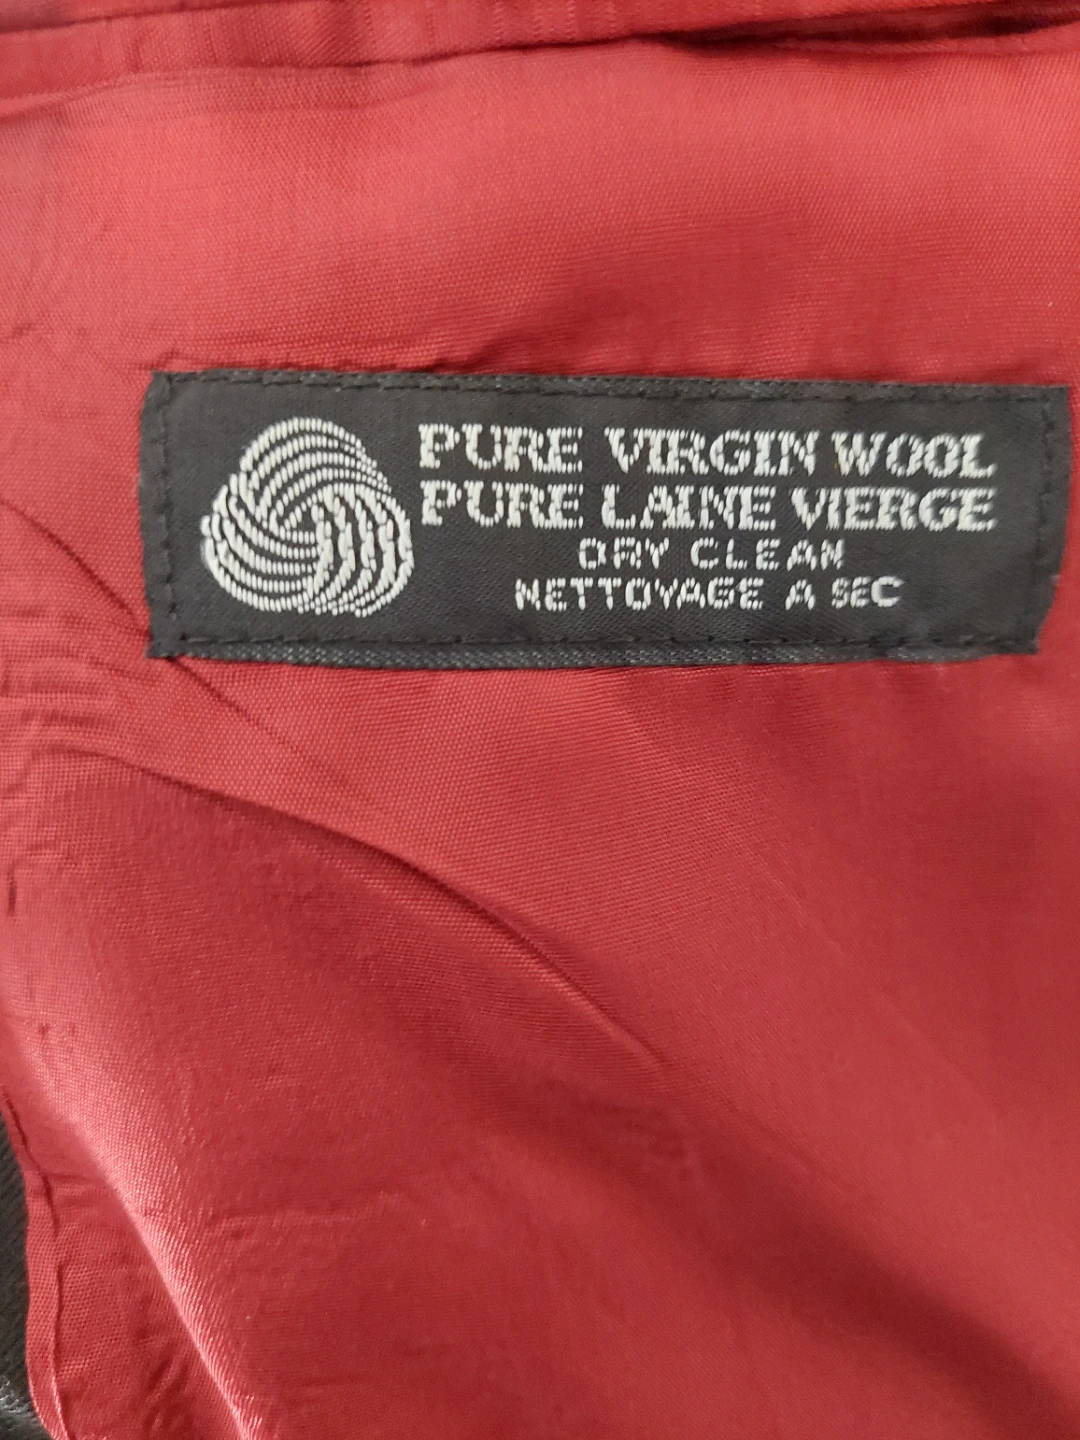 PURE VIRGIN WOOL
PURE LAINE VIERGE
DRY CLEAN
NETTOYAGE A SEC